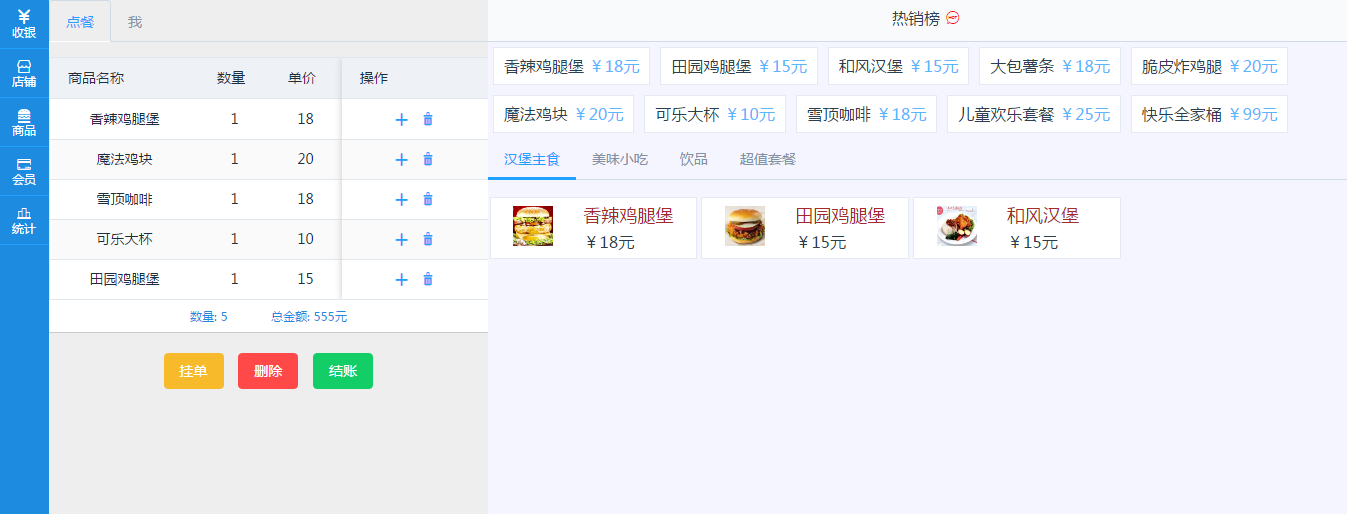 收银
店铺
商品
会员
统计
点餐 我
商品名称 数量 单价 操作
香辣鸡腿堡 1 18
魔法鸡块 1 20
雪顶咖啡 1 18
可乐大杯 1 10
田园鸡腿堡 1 15
数量: 5 总金额: 555元
挂单 删除 结账
热销榜 HOT
香辣鸡腿堡 ￥18元 田园鸡腿堡 ￥15元 和风汉堡 ￥15元 大包薯条 ￥18元 脆皮炸鸡腿 ￥20元
魔法鸡块 ￥20元 可乐大杯 ￥10元 雪顶咖啡 ￥18元 儿童欢乐套餐 ￥25元 快乐全家桶 ￥99元
汉堡主食 美味小吃 饮品 超值套餐
香辣鸡腿堡 田园鸡腿堡 和风汉堡
￥18元 ￥15元 ￥15元